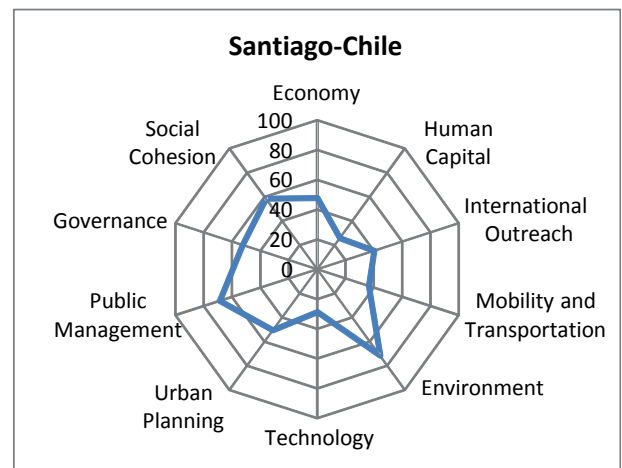 Santiago-Chile
Economy
Human
Capital
International
Outreach
Mobility and
Transportation
Environment
Technology
Urban
Planning
Public
Management
Governance
Social
Cohesion
100
80
60
40
20
0